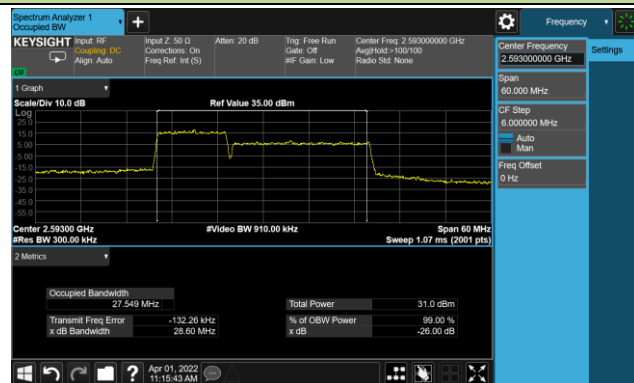 Spectrum Analyzer 1
Occupied BW
Frequency
KEYSIGHT
Input: RF
Coupling: DC
Align: Auto
Input Z: 50 Ω
Corrections: On
Freq Ref: Int (S)
Atten: 20 dB
Trig: Free Run
Gate: Off
#IF Gain: Low
Center Freq: 2.593000000 GHz
Avg|Hold:>100/100
Radio Std: None
Center Frequency
2.593000000 GHz
Settings
Span
60.000 MHz
CF Step
6.000000 MHz
Auto
Man
Freq Offset
0 Hz
1 Graph
Scale/Div 10.0 dB
Ref Value 35.00 dBm
Log
25.0
15.0
5.00
-5.00
-15.0
-25.0
-35.0
-45.0
-55.0
Center 2.59300 GHz
#Video BW 910.00 kHz
Span 60 MHz
#Res BW 300.00 kHz
Sweep 1.07 ms (2001 pts)
2 Metrics
Occupied Bandwidth
27.549 MHz
Total Power 31.0 dBm
Transmit Freq Error -132.26 kHz
% of OBW Power 99.00 %
x dB Bandwidth 28.60 MHz
x dB -26.00 dB
?
Apr 01, 2022
11:15:43 AM